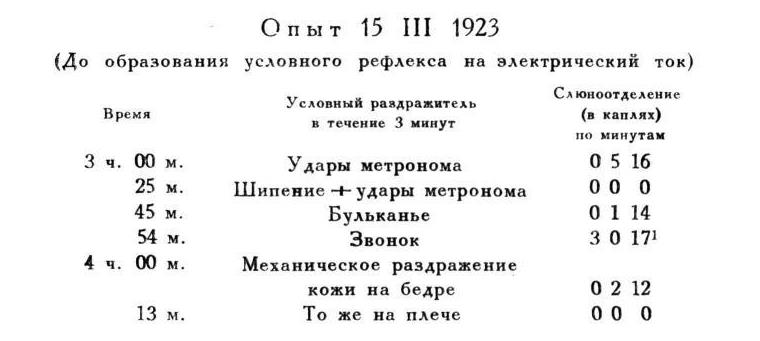 Опыт 15 III 1923
(До образования условного рефлекса на электрический ток)
Время Условный раздражитель в течение 3 минут Слюноотделение (в каплях) по минутам
3 ч. 00 м. Удары метронома 0 5 16
25 м. Шипение + удары метронома 0 0 0
45 м. Бульканье 0 1 14
54 м. Звонок 3 0 17¹
4 ч. 00 м. Механическое раздражение
кожи на бедре 0 2 12
13 м. То же на плече 0 0 0